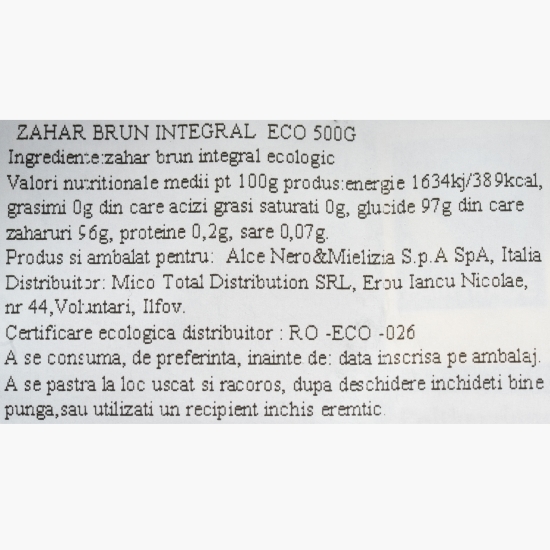 ZAHAR BRUN INTEGRAL ECO 500G
Ingrediente:zahar brun integral ecologic
Valori nutritionale medii pt 100g produs:energie 1634kj/389kcal,
grasimi 0g din care acizi grasi saturati 0g, glucide 97g din care
zaharuri 96g, proteine 0,2g, sare 0,07g.
Produs si ambalat pentru: Alce Nero&Mielizia S.p.A SpA, Italia
Distribuitor: Mico Total Distribution SRL, Erou Iancu Nicolae,
nr 44,Voluntari, Ilfov.
Certificare ecologica distribuitor : RO -ECO -026
A se consuma, de preferinta, inainte de: data inscrisa pe ambalaj.
A se pastra la loc uscat si racoros, dupa deschidere inchideti bine
punga,sau utilizati un recipient inchis eremtic.